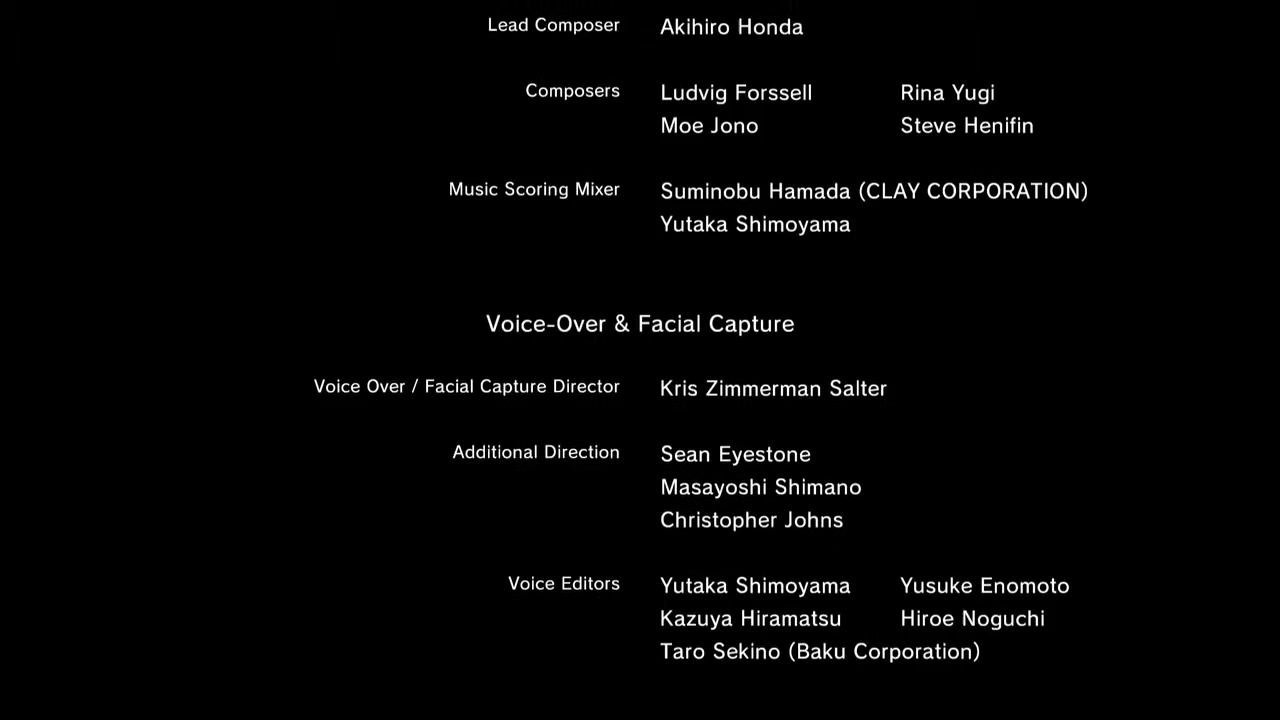 Lead Composer Akihiro Honda
Composers Ludvig Forssell Rina Yugi
Moe Jono Steve Henifin
Music Scoring Mixer Suminobu Hamada (CLAY CORPORATION)
Yutaka Shimoyama
Voice-Over & Facial Capture
Voice Over / Facial Capture Director Kris Zimmerman Salter
Additional Direction Sean Eyestone
Masayoshi Shimano
Christopher Johns
Voice Editors Yutaka Shimoyama Yusuke Enomoto
Kazuya Hiramatsu Hiroe Noguchi
Taro Sekino (Baku Corporation)